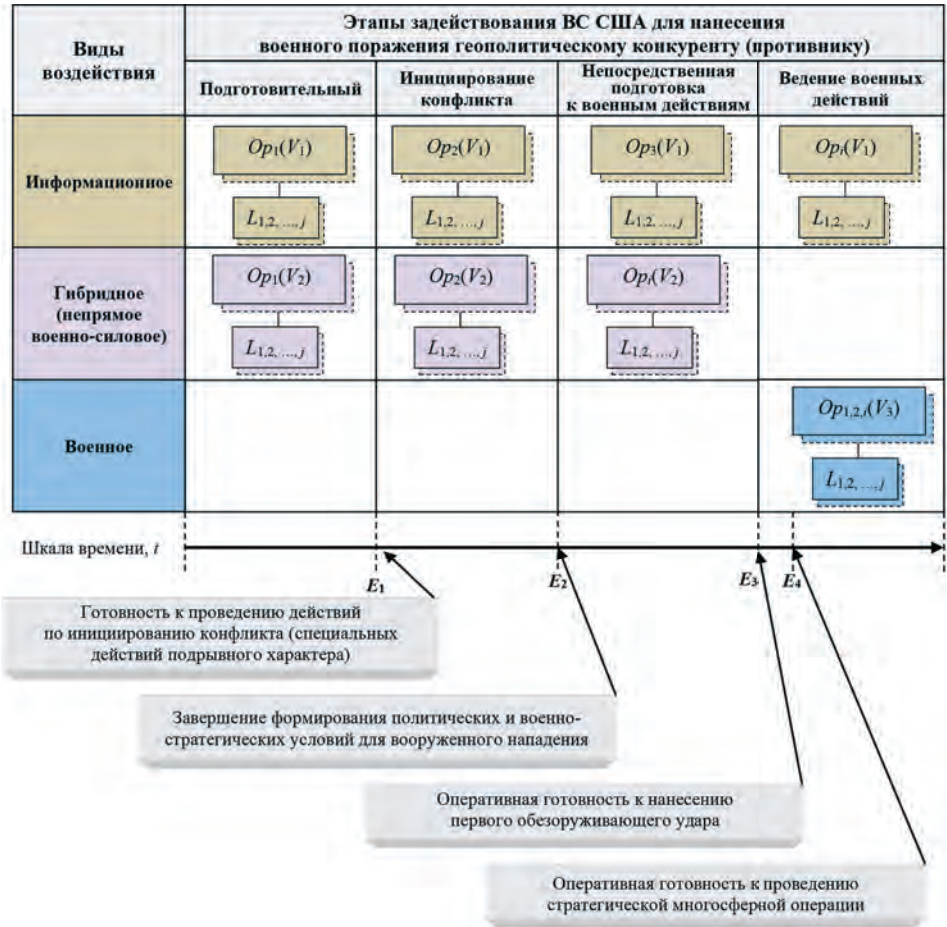 Виды
воздействия
Этапы задействования ВС США для нанесения
военного поражения геополитическому конкуренту (противнику)
Подготовительный
Инициирование
конфликта
Непосредственная
подготовка
к военным действиям
Ведение военных
действий
Информационное
Op₁(V₁)
L₁,₂, ..., ⱼ
Op₂(V₁)
L₁,₂, ..., ⱼ
Op₃(V₁)
L₁,₂, ..., ⱼ
Opᵢ(V₁)
L₁,₂, ..., ⱼ
Гибридное
(непрямое
военно-силовое)
Op₁(V₂)
L₁,₂, ..., ⱼ
Op₂(V₂)
L₁,₂, ..., ⱼ
Opᵢ(V₂)
L₁,₂, ..., ⱼ
Военное
Op₁,₂,ᵢ(V₃)
L₁,₂, ..., ⱼ
Шкала времени, t
E₁
E₂
E₃
E₄
Готовность к проведению действий
по инициированию конфликта (специальных
действий подрывного характера)
Завершение формирования политических и военно-
стратегических условий для вооруженного нападения
Оперативная готовность к нанесению
первого обезоруживающего удара
Оперативная готовность к проведению
стратегической многосферной операции